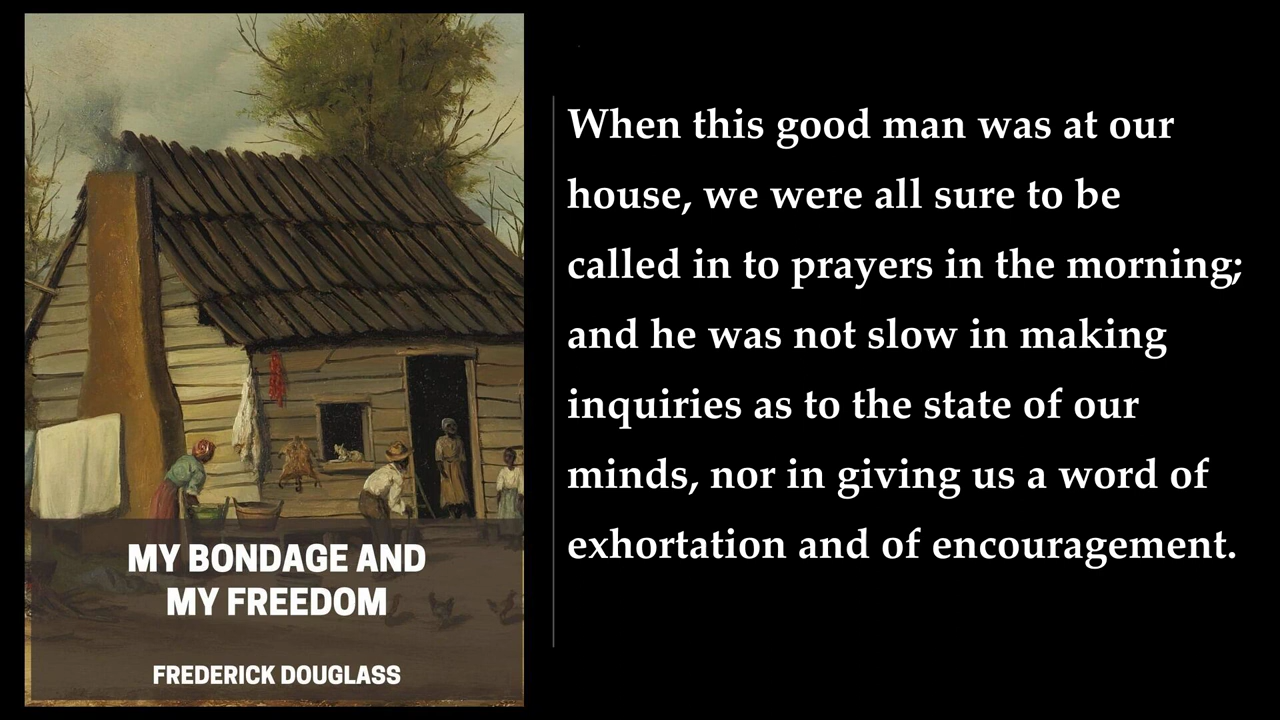 MY BONDAGE AND
MY FREEDOM
FREDERICK DOUGLASS
When this good man was at our
house, we were all sure to be
called in to prayers in the morning;
and he was not slow in making
inquiries as to the state of our
minds, nor in giving us a word of
exhortation and of encouragement.